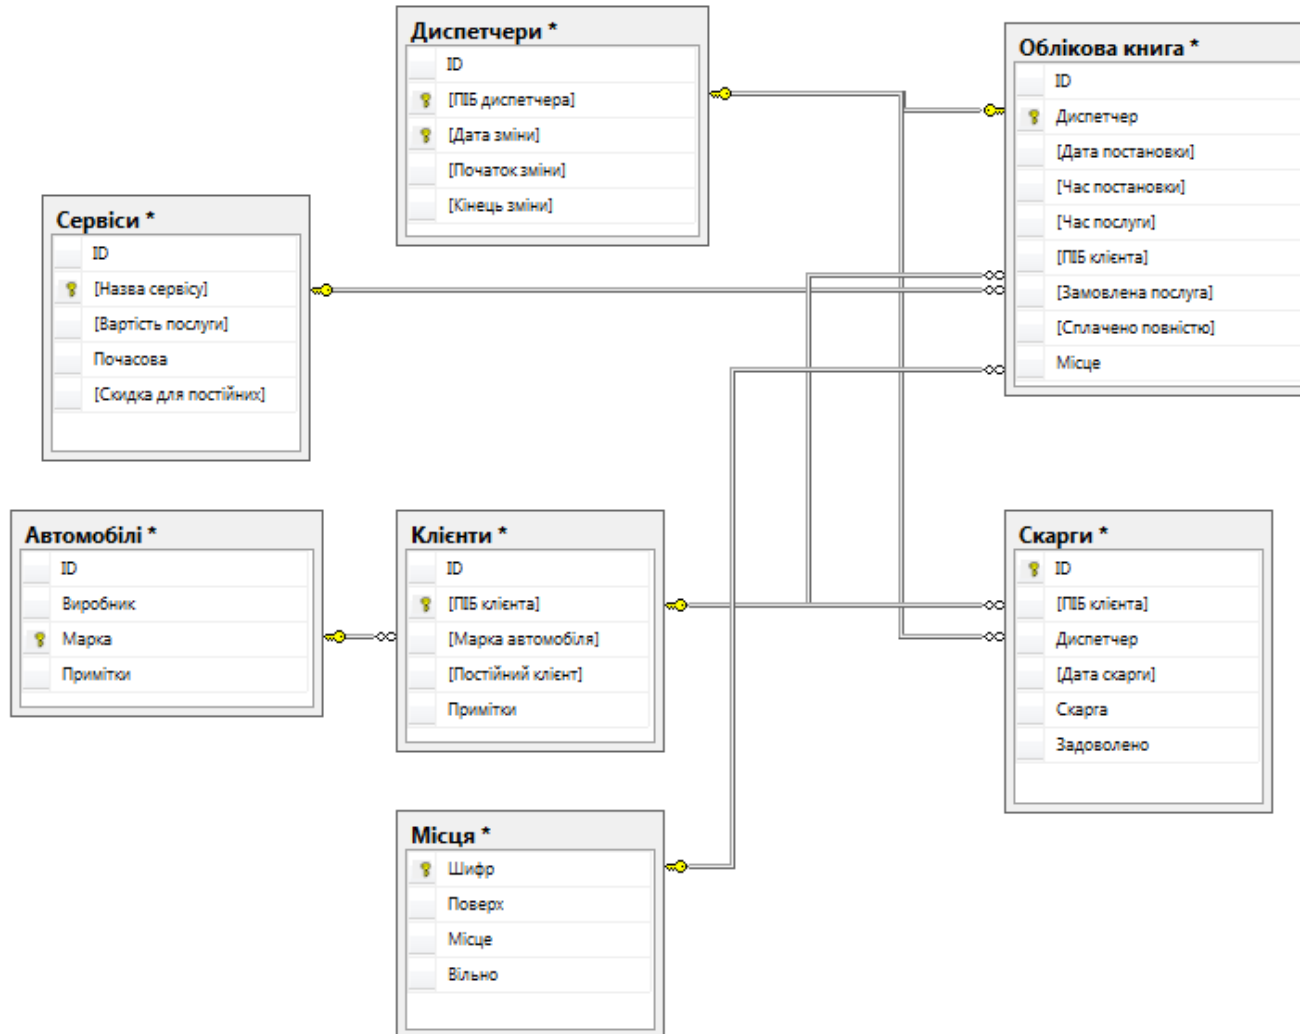 Диспетчери *
ID
[ПІБ диспетчера]
[Дата зміни]
[Початок зміни]
[Кінець зміни]
Облікова книга *
ID
Диспетчер
[Дата постановки]
[Час постановки]
[Час послуги]
[ПІБ клієнта]
[Замовлена послуга]
[Сплачено повністю]
Місце
Сервіси *
ID
[Назва сервісу]
[Вартість послуги]
Почасова
[Скидка для постійних]
Автомобілі *
ID
Виробник
Марка
Примітки
Клієнти *
ID
[ПІБ клієнта]
[Марка автомобіля]
[Постійний клієнт]
Примітки
Скарги *
ID
[ПІБ клієнта]
Диспетчер
[Дата скарги]
Скарга
Задоволено
Місця *
Шифр
Поверх
Місце
Вільно